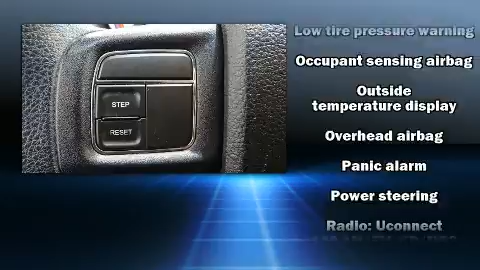 STEP
RESET
Low tire pressure warning
Occupant sensing airbag
Outside
temperature display
Overhead airbag
Panic alarm
Power steering
Radio: Uconnect